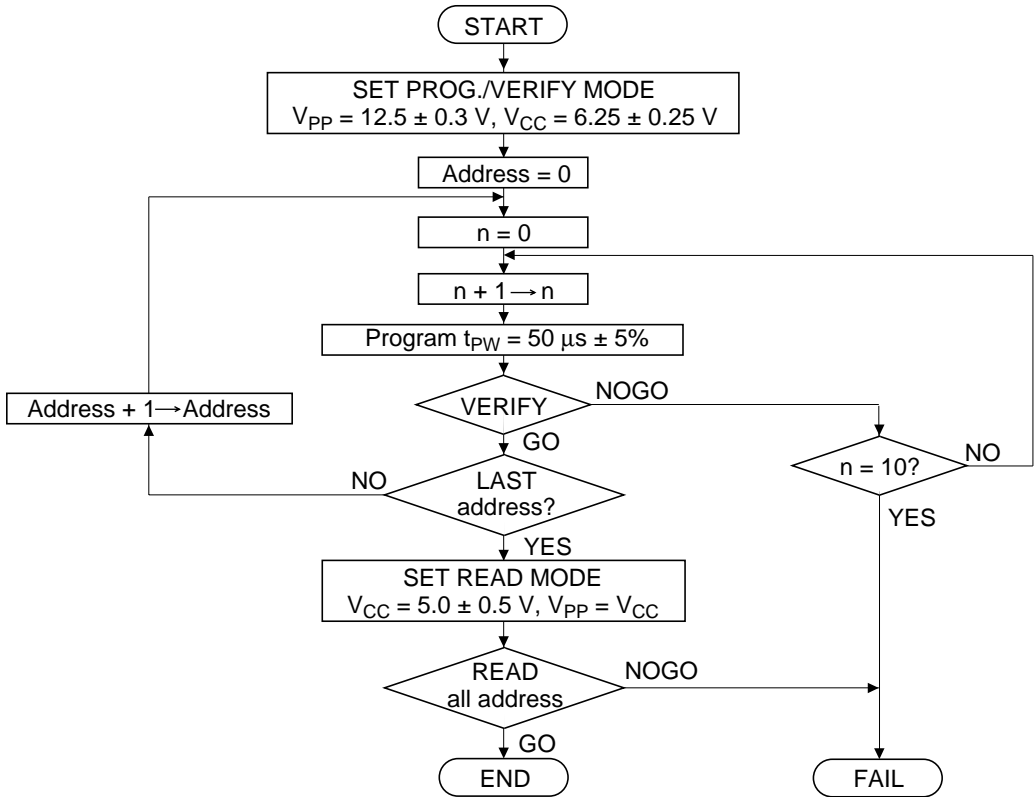 START
SET PROG./VERIFY MODE
VPP = 12.5 ± 0.3 V, VCC = 6.25 ± 0.25 V
Address = 0
n = 0
n + 1→n
Program tPW = 50 μs ± 5%
Address + 1→Address
VERIFY
NOGO
GO
n = 10?
NO
YES
NO
LAST
address?
YES
SET READ MODE
VCC = 5.0 ± 0.5 V, VPP = VCC
READ
all address
NOGO
GO
END
FAIL